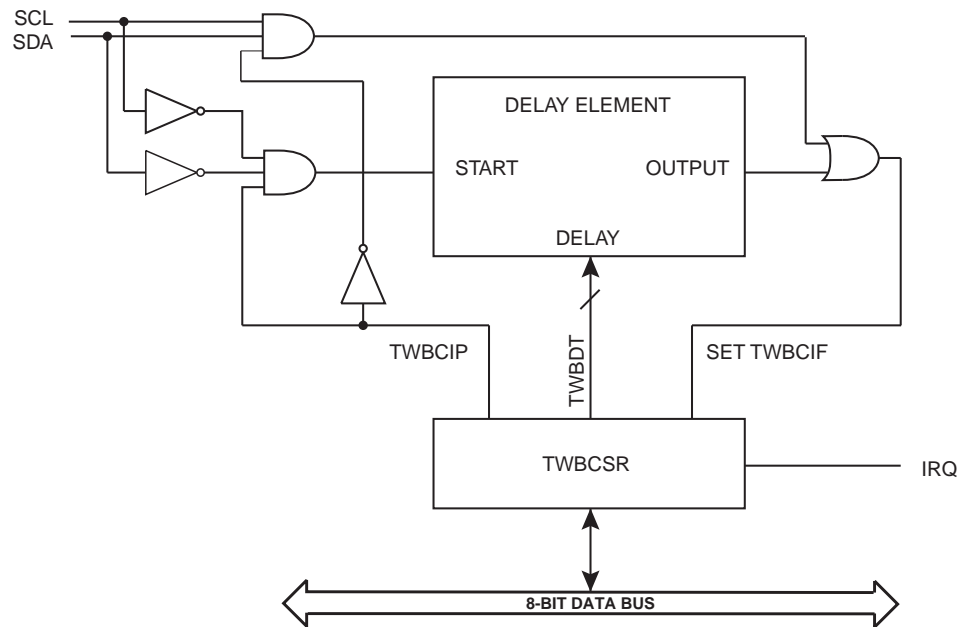 SCL
SDA
DELAY ELEMENT
START
OUTPUT
DELAY
TWBCIP
TWBDT
SET TWBCIF
TWBCSR
IRQ
8-BIT DATA BUS